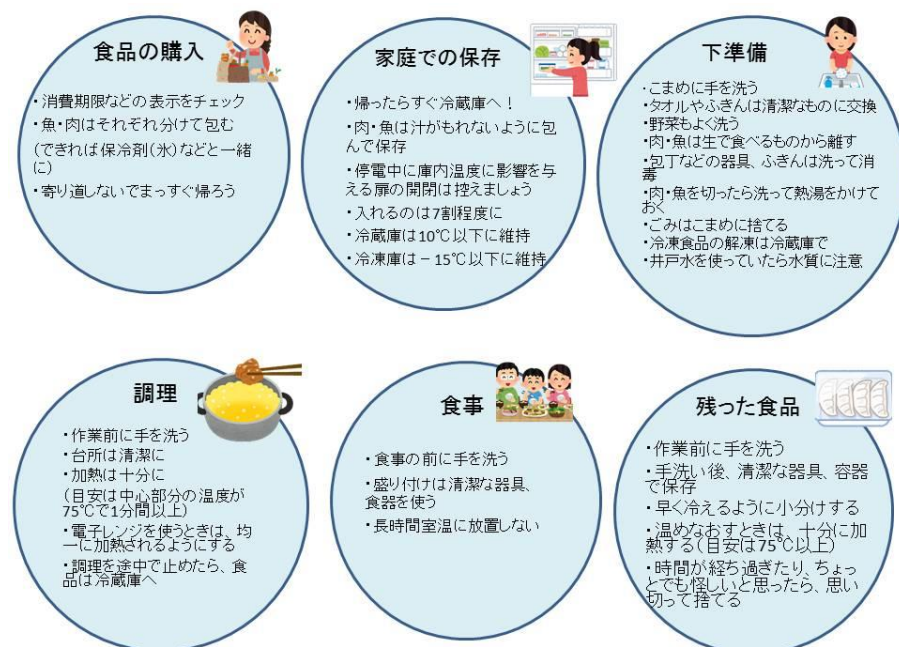 食品の購入
・消費期限などの表示をチェック
・魚・肉はそれぞれ分けて包む
(できれば保冷剤(氷)などと一緒
に)
・寄り道しないでまっすぐ帰ろう
家庭での保存
・帰ったらすぐ冷蔵庫へ!
・肉・魚は汁がもれないように包
んで保存
・停電中に庫内温度に影響を与
える扉の開閉は控えましょう
・入れるのは7割程度に
・冷蔵庫は10℃以下に維持
・冷凍庫は－15℃以下に維持
下準備
・こまめに手を洗う
・タオルやふきんは清潔なものに交換
・野菜もよく洗う
・肉・魚は生で食べるものから離す
・包丁などの器具、ふきんは洗って消
毒
・肉・魚を切ったら洗って熱湯をかけて
おく
・ごみはこまめに捨てる
・冷凍食品の解凍は冷蔵庫で
・井戸水を使っていたら水質に注意
調理
・作業前に手を洗う
・台所は清潔に
・加熱は十分に
(目安は中心部分の温度が
75℃で1分間以上)
・電子レンジを使うときは、均
一に加熱されるようにする
・調理を途中で止めたら、食
品は冷蔵庫へ
食事
・食事の前に手を洗う
・盛り付けは清潔な器具、
食器を使う
・長時間室温に放置しない
残った食品
・作業前に手を洗う
・手洗い後、清潔な器具、容器
で保存
・早く冷えるように小分けする
・温めなおすときは、十分に加
熱する(目安は75℃以上)
・時間が経ち過ぎたり、ちょっ
とでも怪しいと思ったら、思い
切って捨てる